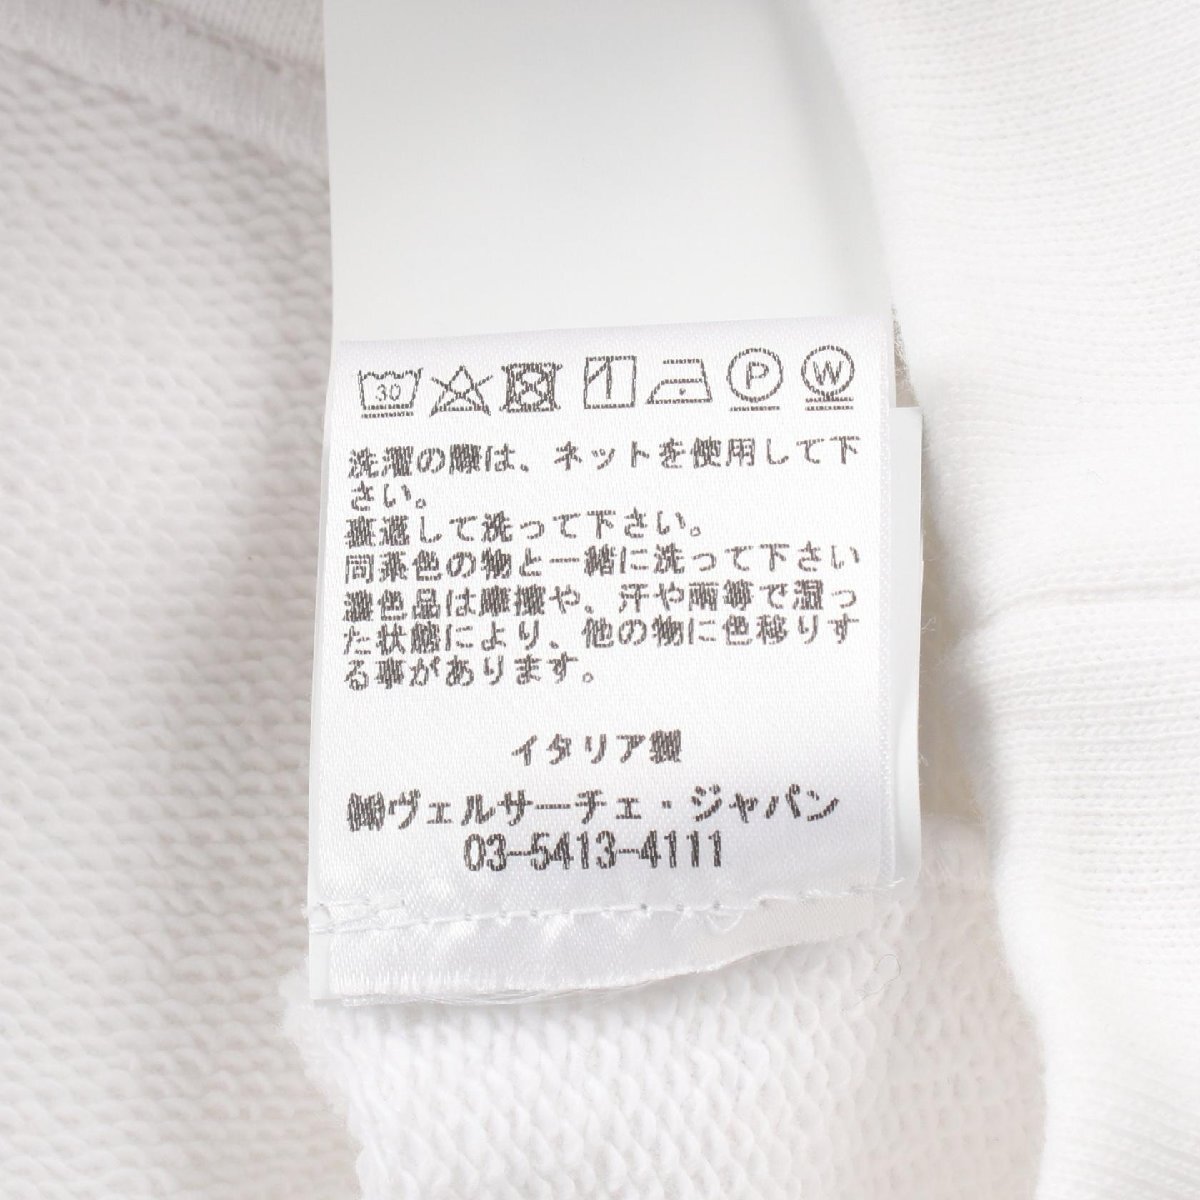 30 P W
洗濯の際は、ネットを使用して下
さい。
裏返して洗って下さい。
同系色の物と一緒に洗って下さい
濃色品は摩擦や、汗や雨等で湿っ
た状態により、他の物に色移りす
る事があります。
イタリア製
㈱ヴェルサーチェ・ジャパン
03-5413-4111